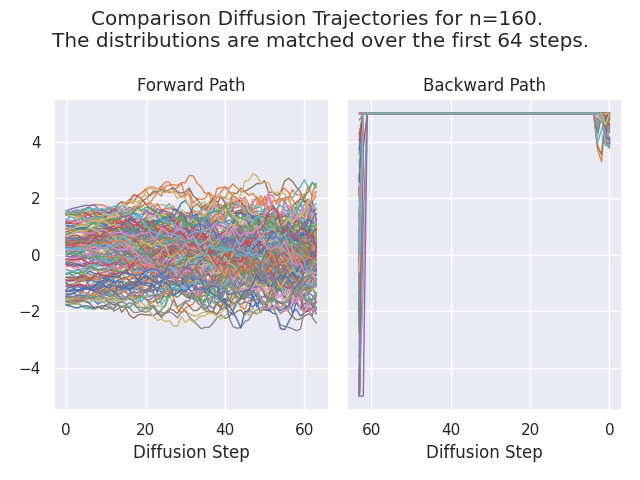 Comparison Diffusion Trajectories for n=160.
The distributions are matched over the first 64 steps.
Forward Path
Backward Path
4
2
0
−2
−4
0 20 40 60
60 40 20 0
Diffusion Step
Diffusion Step